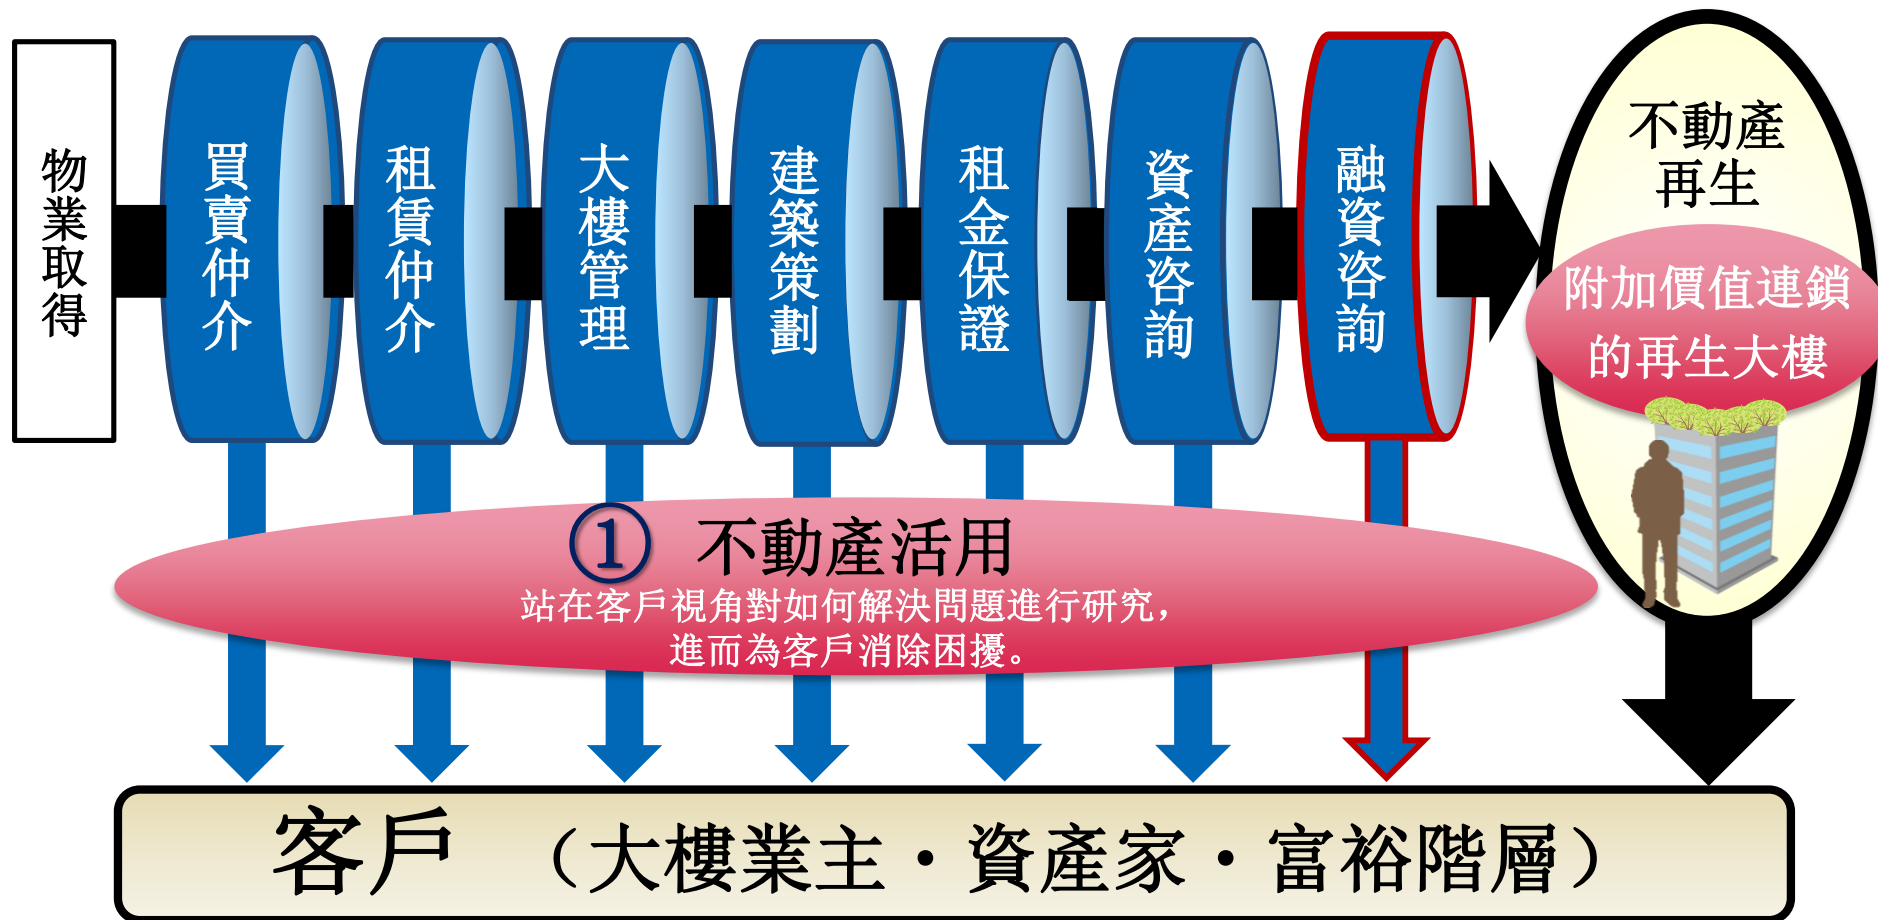 物業取得
買賣仲介
租賃仲介
大樓管理
建築策劃
租金保證
資產咨詢
融資咨詢
不動產
再生
附加價值連鎖
的再生大樓
① 不動產活用
站在客戶視角對如何解決問題進行研究，
進而為客戶消除困擾。
客戶 （大樓業主・資產家・富裕階層）